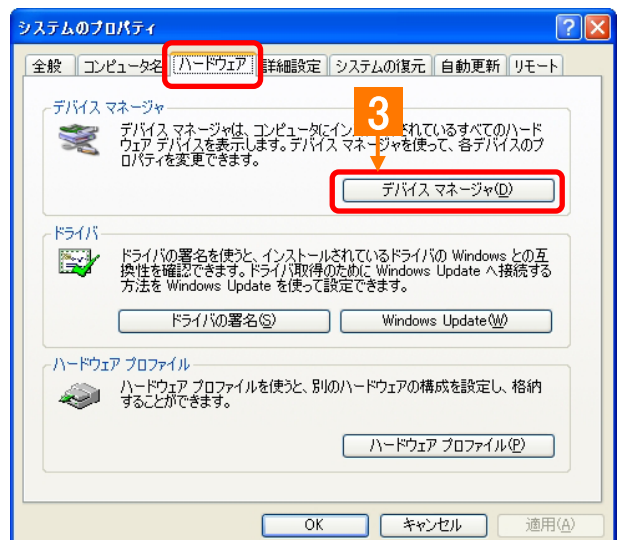 システムのプロパティ
全般 コンピュータ名 ハードウェア 詳細設定 システムの復元 自動更新 リモート
デバイス マネージャ
3
デバイス マネージャは、コンピュータにインストールされているすべてのハード
ウェア デバイスを表示します。デバイス マネージャを使って、各デバイスのプ
ロパティを変更できます。
デバイス マネージャ(D)
ドライバ
ドライバの署名を使うと、インストールされているドライバの Windows との互
換性を確認できます。ドライバ取得のために Windows Update へ接続する
方法を Windows Update を使って設定できます。
ドライバの署名(S) Windows Update(W)
ハードウェア プロファイル
ハードウェア プロファイルを使うと、別のハードウェアの構成を設定し、格納
することができます。
ハードウェア プロファイル(P)
OK キャンセル 適用(A)